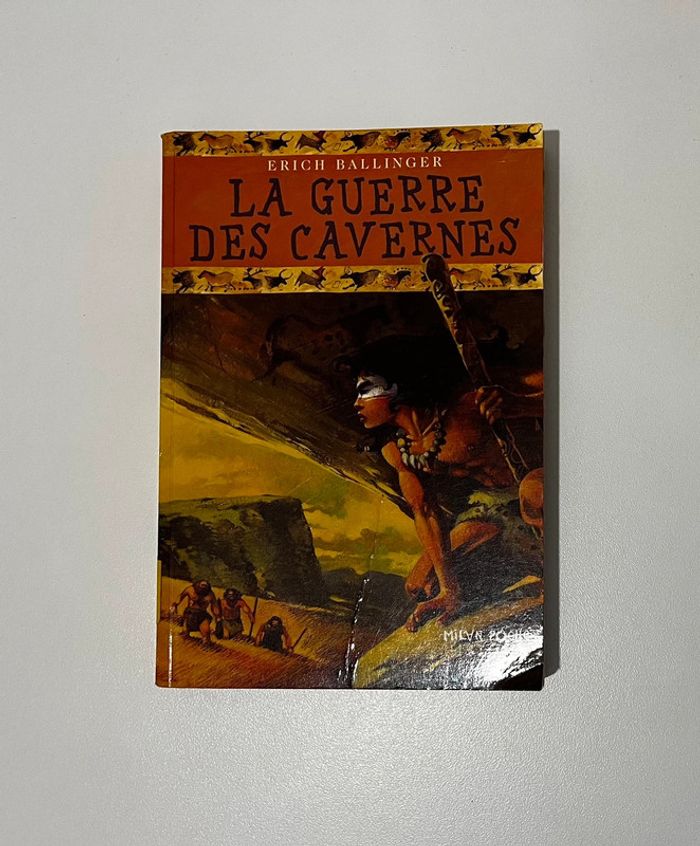 ERICH BALLINGER
LA GUERRE
DES CAVERNES
MILAN POCHE